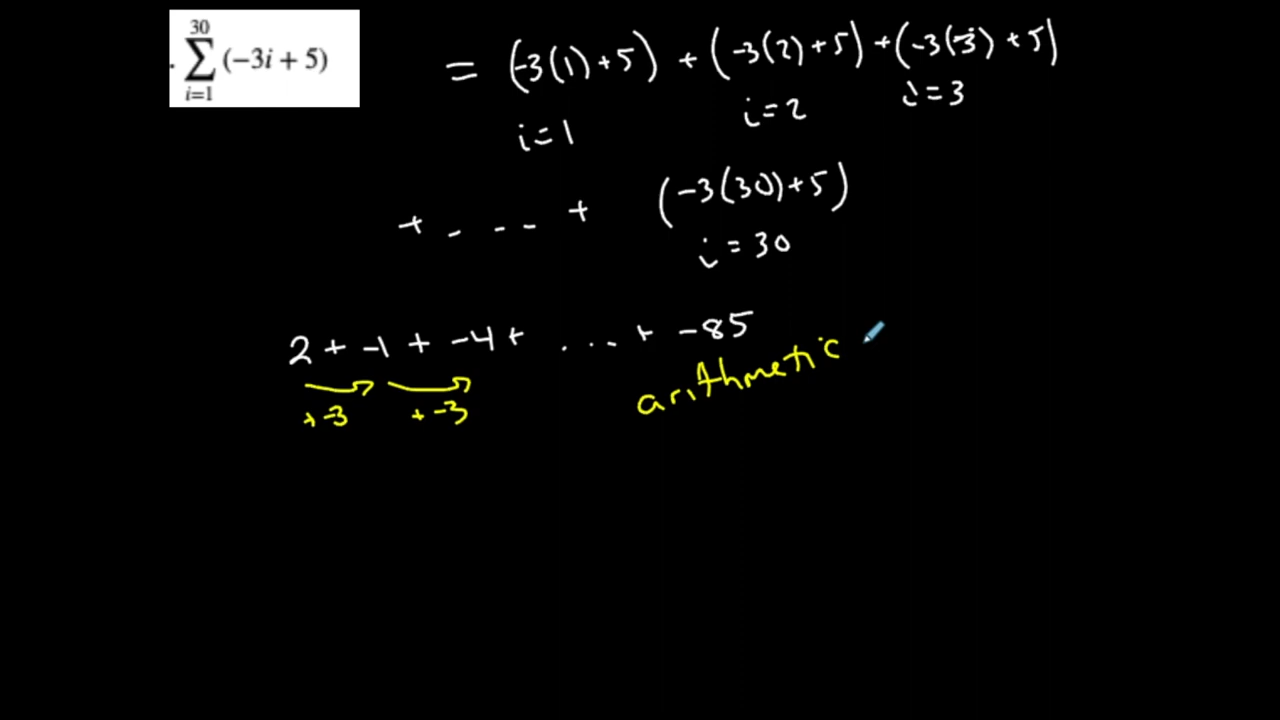 . 30 ∑ i=1 (−3i + 5) = (-3(1)+5) + (-3(2)+5) + (-3(3) + 5)
i=1 i=2 i=3
+ - - - + (-3(30)+5)
i = 30
2 + -1 + -4 + ... + -85
+-3 + -3 arithmetic